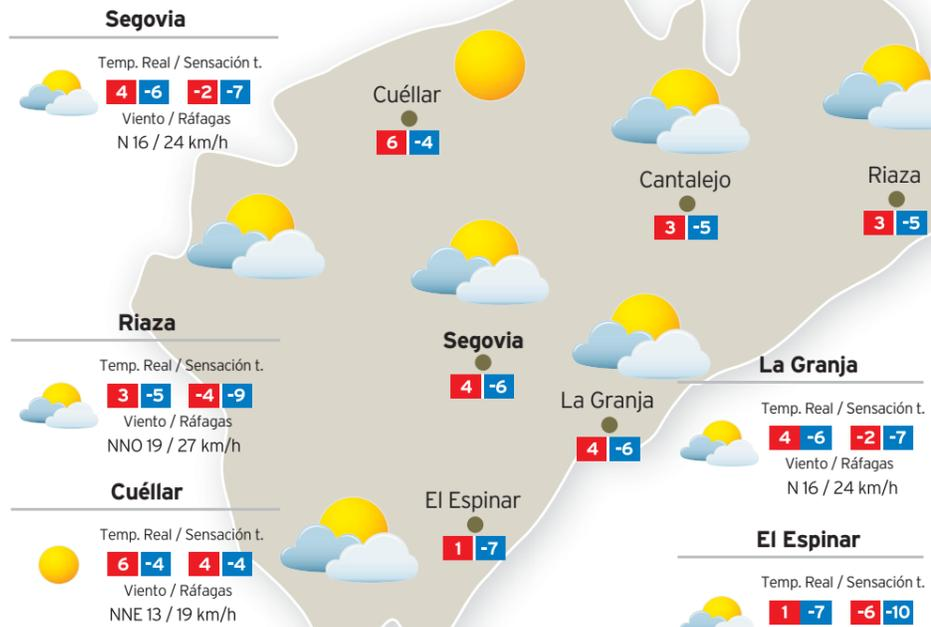 Segovia
Temp. Real / Sensación t.
4 -6 -2 -7
Viento / Ráfagas
N 16 / 24 km/h
Cuéllar
6 -4
Cantalejo
3 -5
Riaza
3 -5
Riaza
Temp. Real / Sensación t.
3 -5 -4 -9
Viento / Ráfagas
NNO 19 / 27 km/h
Segovia
4 -6
La Granja
4 -6
La Granja
Temp. Real / Sensación t.
4 -6 -2 -7
Viento / Ráfagas
N 16 / 24 km/h
Cuéllar
Temp. Real / Sensación t.
6 -4 4 -4
Viento / Ráfagas
NNE 13 / 19 km/h
El Espinar
1 -7
El Espinar
Temp. Real / Sensación t.
1 -7 -6 -10